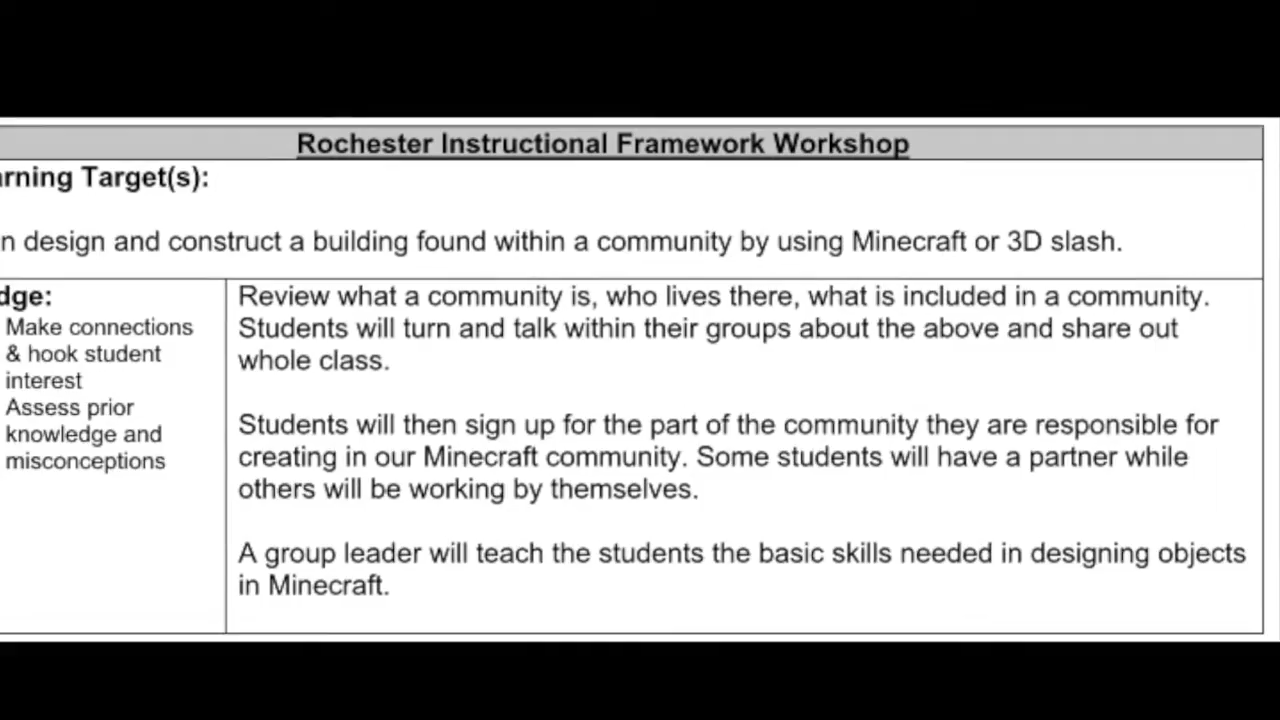 Rochester Instructional Framework Workshop
rning Target(s):
n design and construct a building found within a community by using Minecraft or 3D slash.
dge:
Make connections
& hook student
interest
Assess prior
knowledge and
misconceptions
Review what a community is, who lives there, what is included in a community.
Students will turn and talk within their groups about the above and share out
whole class.
Students will then sign up for the part of the community they are responsible for
creating in our Minecraft community. Some students will have a partner while
others will be working by themselves.
A group leader will teach the students the basic skills needed in designing objects
in Minecraft.